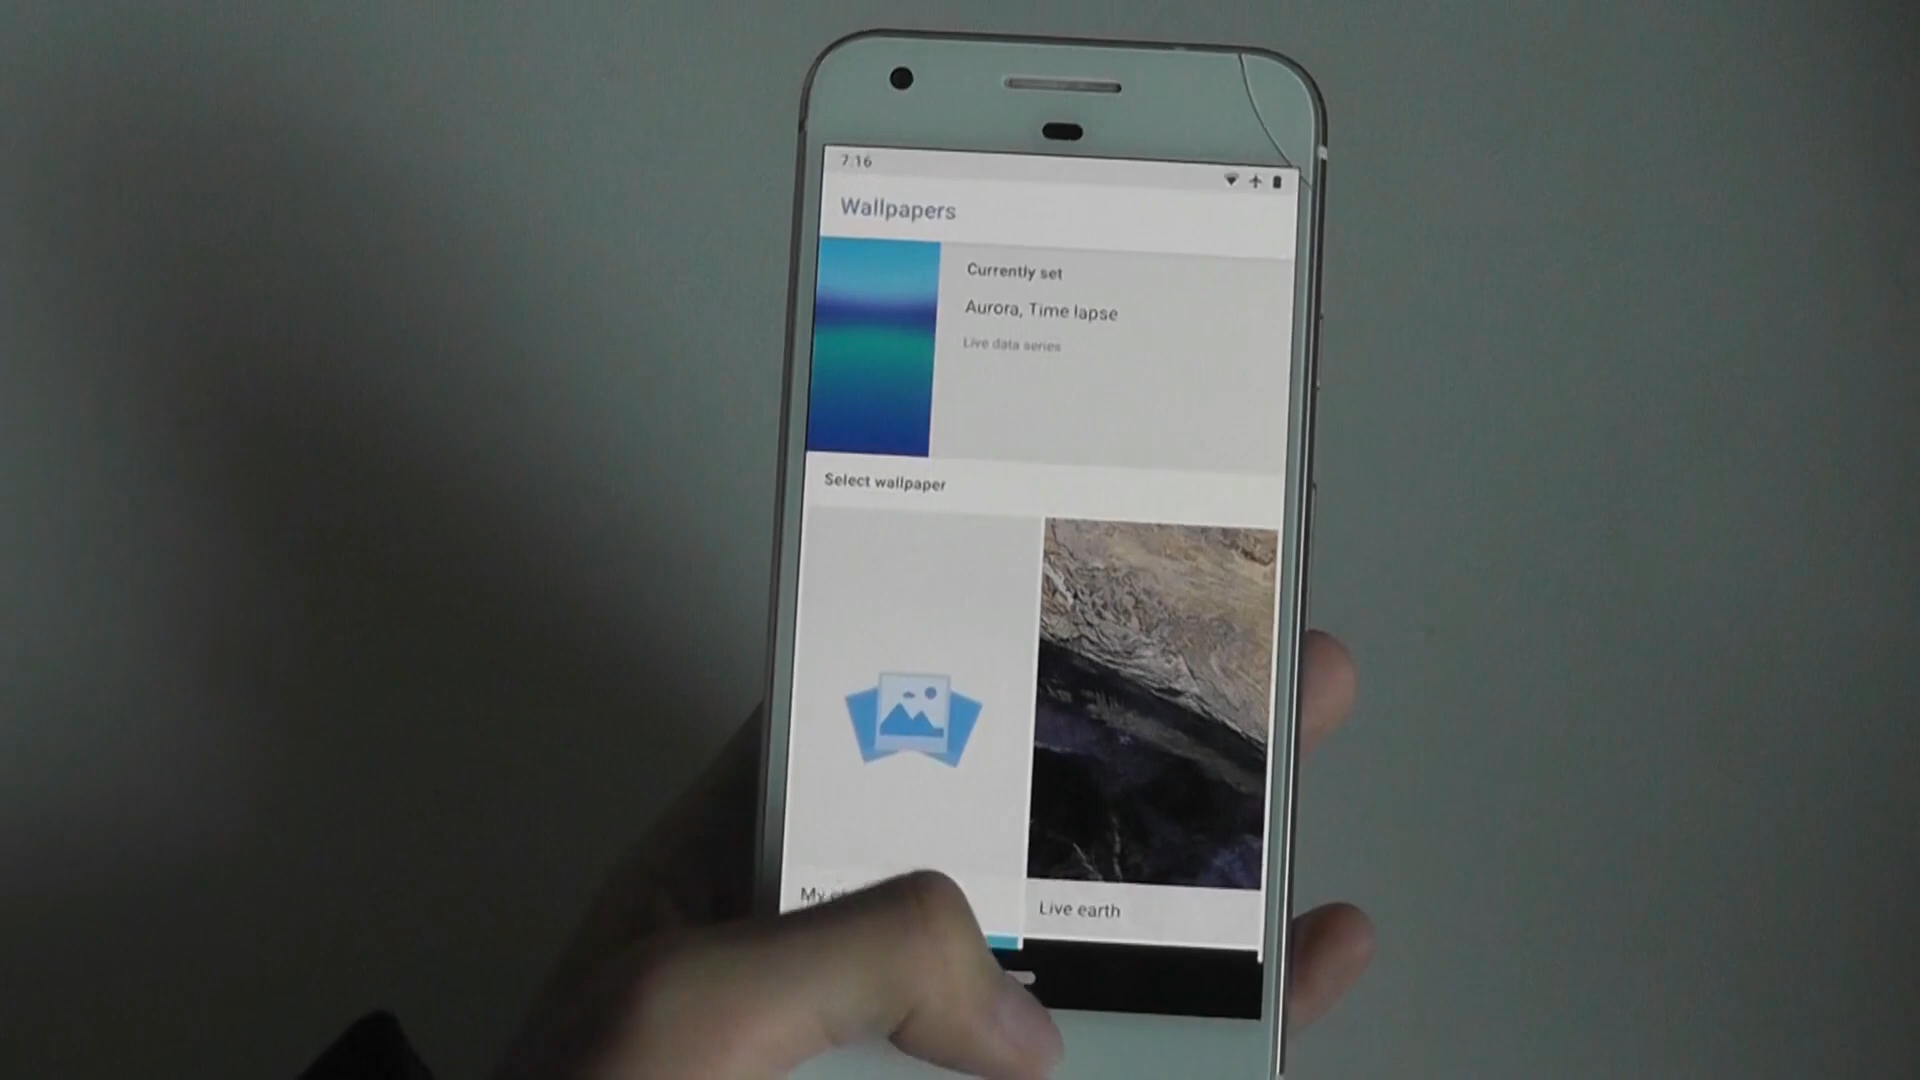 7:16
Wallpapers
Currently set
Aurora, Time lapse
Live data series
Select wallpaper
My
Live earth